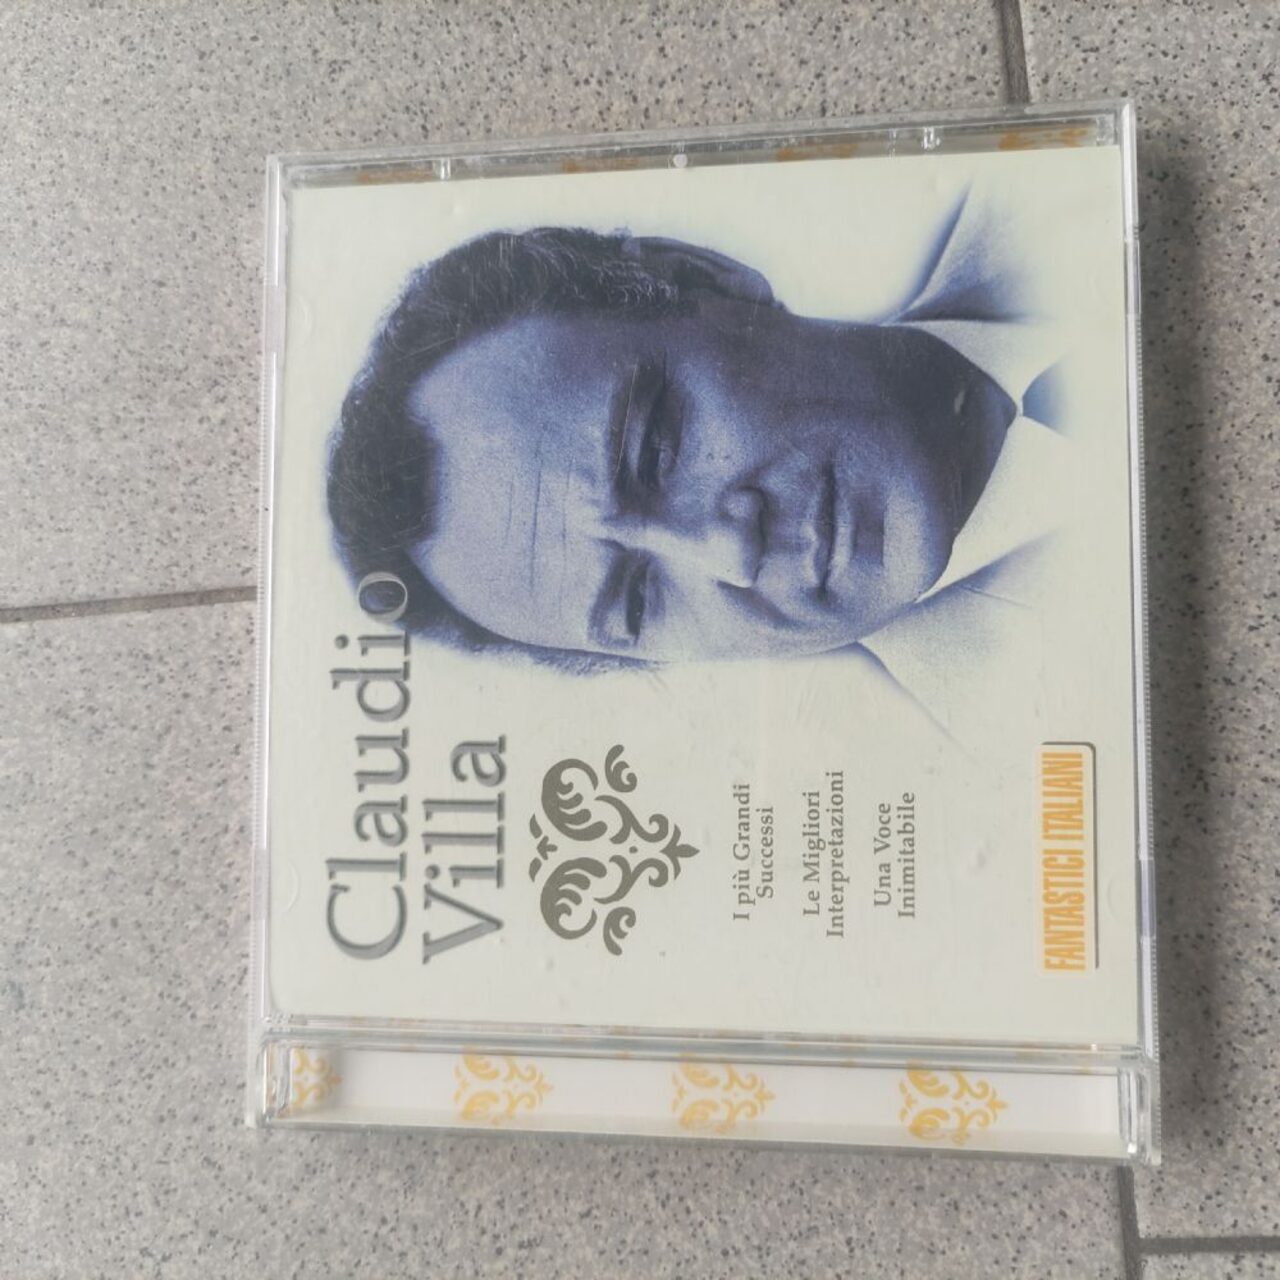 Claudio
Villa
I più Grandi
Successi
Le Migliori
Interpretazioni
Una Voce
Inimitabile
FANTASTICI ITALIANI